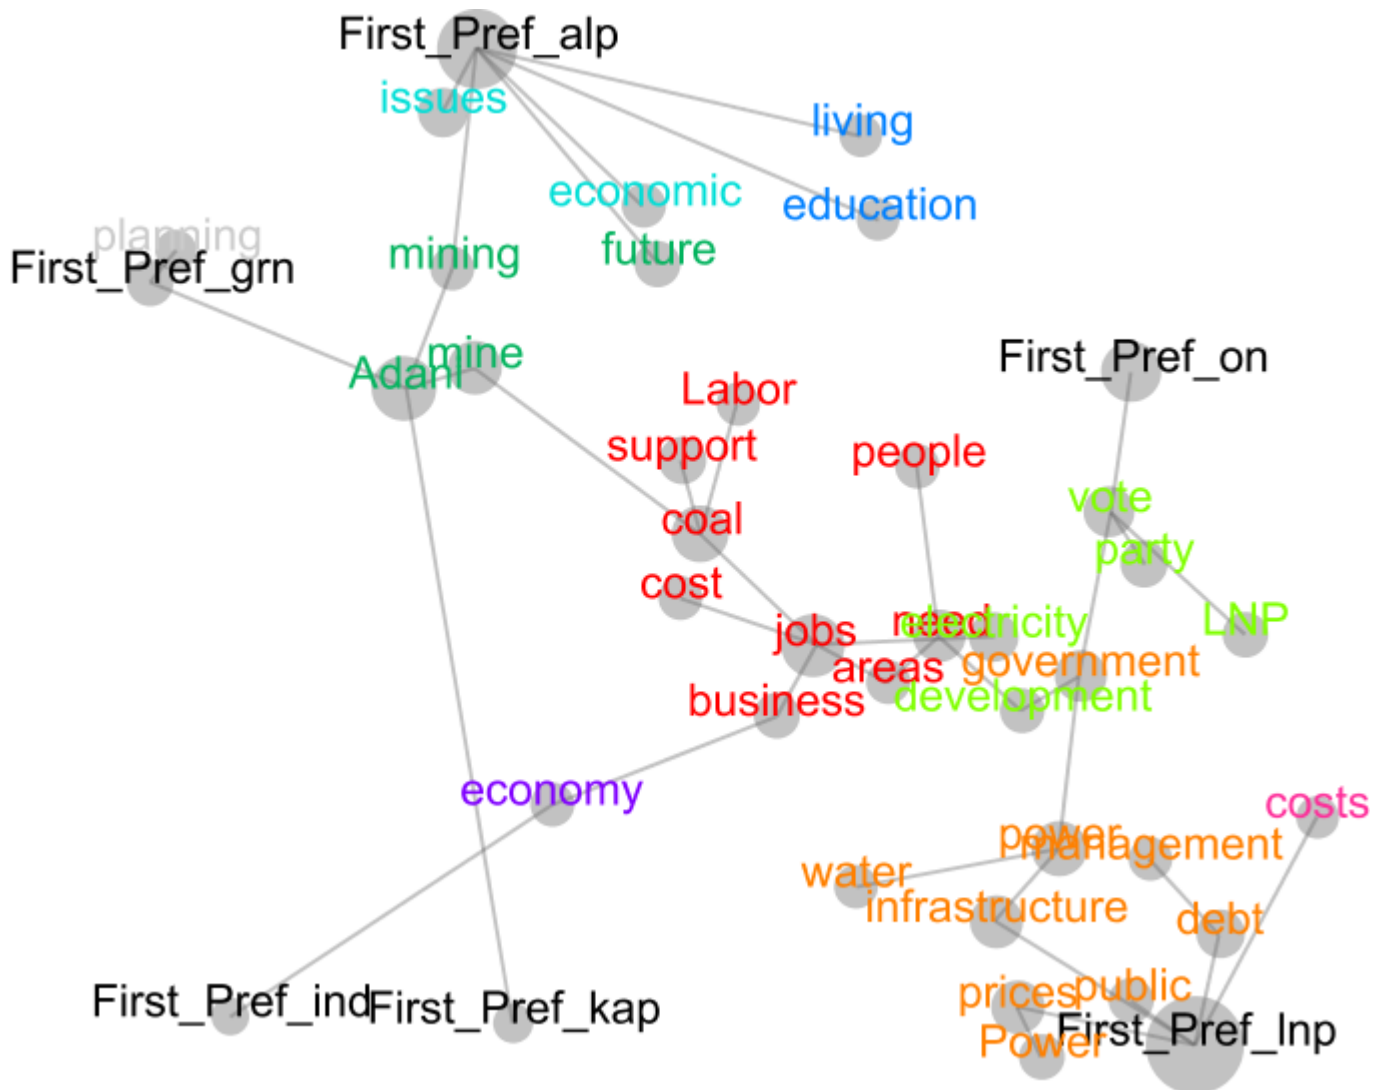 First_Pref_alp
issues
living
economic
education
planning
First_Pref_grn
mining
future
mine
Adani
First_Pref_on
Labor
support
people
vote
coal
party
cost
jobs
need
electricity
LNP
areas
government
business
development
economy
costs
power
management
water
infrastructure
debt
First_Pref_ind
First_Pref_kap
prices
public
Power
First_Pref_lnp